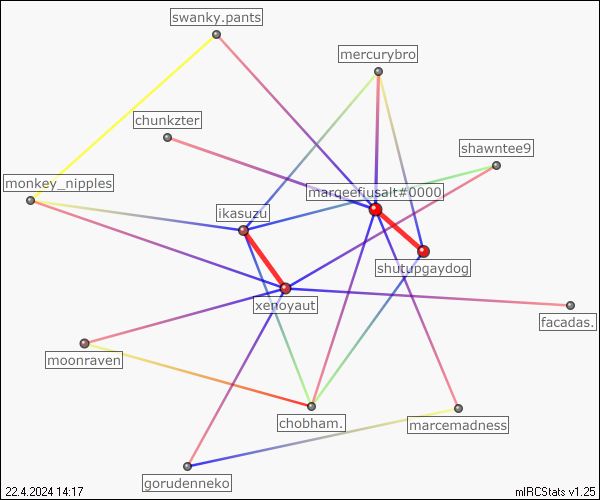 swanky.pants
mercurybro
chunkzter
shawntee9
monkey_nipples
marqeefiusalt#0000
ikasuzu
shutupgaydog
xenoyaut
facadas.
moonraven
chobham.
marcemadness
gorudenneko
22.4.2024 14:17
mIRCStats v1.25